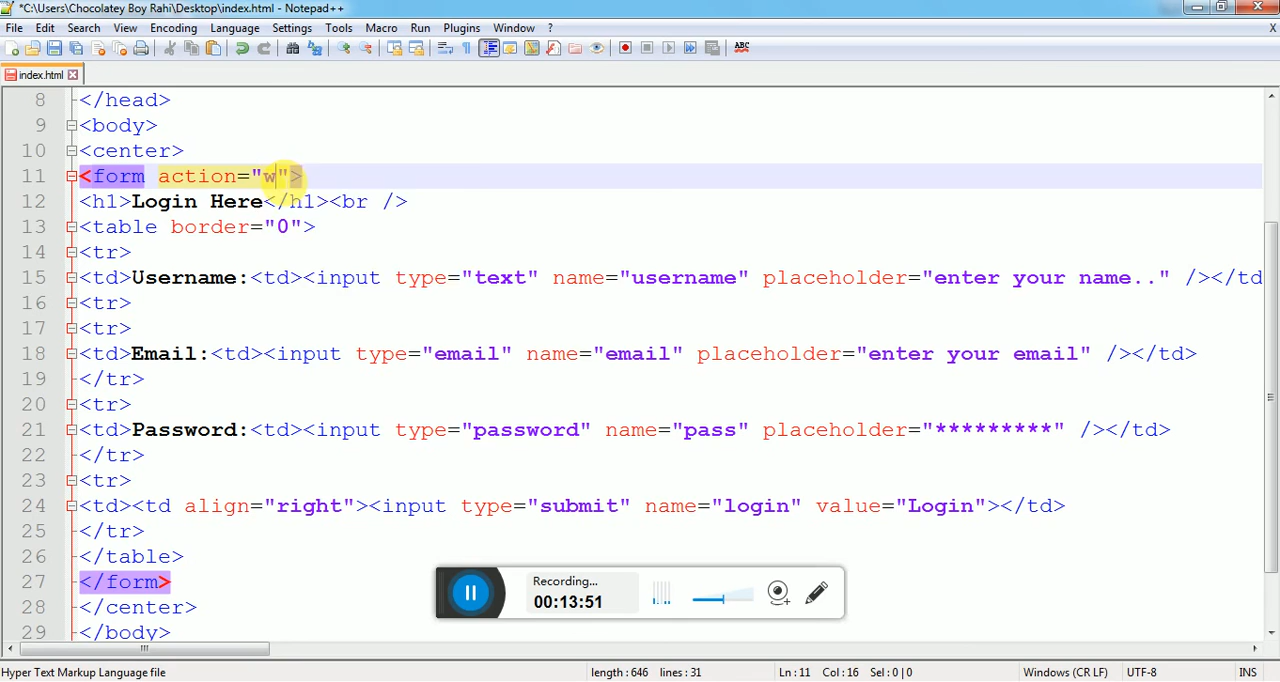 *C:\Users\Chocolatey Boy Rahi\Desktop\index.html - Notepad++
File Edit Search View Encoding Language Settings Tools Macro Run Plugins Window ? X
ABC
index.html
8 </head>
9 <body>
10 <center>
11 <form action="w">
12 <h1>Login Here</h1><br />
13 <table border="0">
14 <tr>
15 <td>Username:<td><input type="text" name="username" placeholder="enter your name.." /></td
16 <tr>
17 <tr>
18 <td>Email:<td><input type="email" name="email" placeholder="enter your email" /></td>
19 </tr>
20 <tr>
21 <td>Password:<td><input type="password" name="pass" placeholder="*********" /></td>
22 </tr>
23 <tr>
24 <td><td align="right"><input type="submit" name="login" value="Login"></td>
25 </tr>
26 </table>
27 </form>
28 </center>
29 </body>
Recording...
00:13:51
Hyper Text Markup Language file length : 646 lines : 31 Ln : 11 Col : 16 Sel : 0 | 0 Windows (CR LF) UTF-8 INS